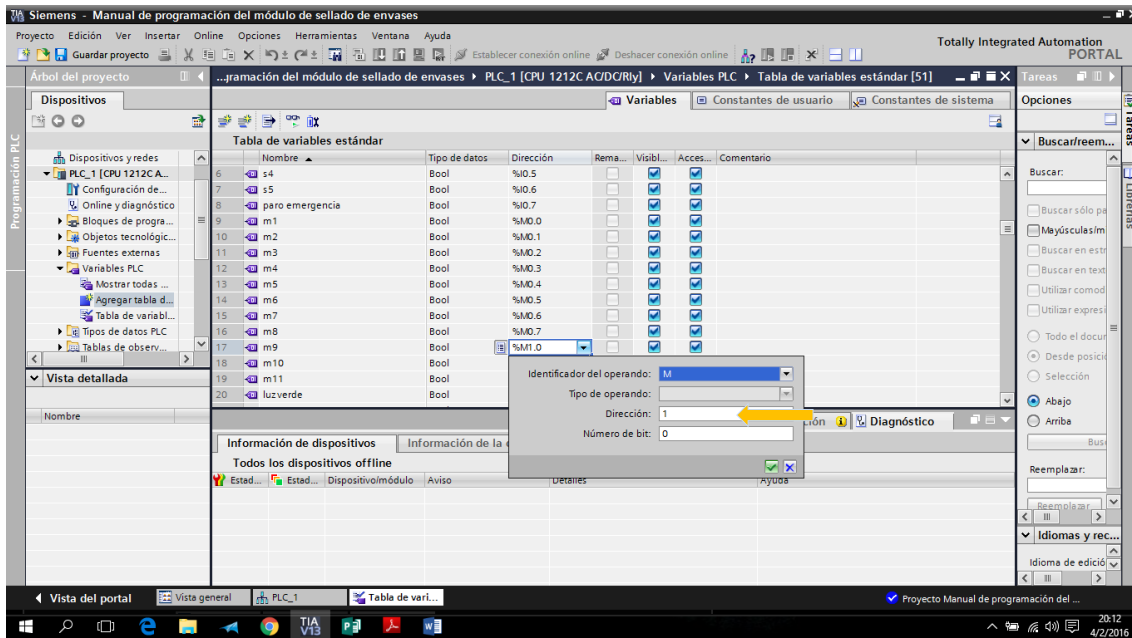 Siemens - Manual de programación del módulo de sellado de envases
Proyecto Edición Ver Insertar Online Opciones Herramientas Ventana Ayuda
Totally Integrated Automation
PORTAL
Guardar proyecto
Establecer conexión online
Deshacer conexión online
Árbol del proyecto
...gramación del módulo de sellado de envases PLC_1 [CPU 1212C AC/DC/Rly] Variables PLC Tabla de variables estándar [51]
Tareas
Dispositivos
Variables
Constantes de usuario
Constantes de sistema
Opciones
Programación PLC
Tareas
Librerías
Tabla de variables estándar
Buscar/reem...
Nombre Tipo de datos Dirección Rema... Visibl... Acces... Comentario
Dispositivos y redes
PLC_1 [CPU 1212C A...
Configuración de...
Online y diagnóstico
Bloques de progra...
Objetos tecnológic...
Fuentes externas
Variables PLC
Mostrar todas ...
Agregar tabla d...
Tabla de variabl...
Tipos de datos PLC
Tablas de observ...
6 s4 Bool %I0.5
7 s5 Bool %I0.6
8 paro emergencia Bool %I0.7
9 m1 Bool %M0.0
10 m2 Bool %M0.1
11 m3 Bool %M0.2
12 m4 Bool %M0.3
13 m5 Bool %M0.4
14 m6 Bool %M0.5
15 m7 Bool %M0.6
16 m8 Bool %M0.7
17 m9 Bool %M1.0
18 m10 Bool
19 m11 Bool
20 luzverde Bool
Identificador del operando: M
Tipo de operando:
Dirección: 1
Número de bit: 0
Buscar:
Buscar sólo pa
Mayúsculas/m
Buscar en estr
Buscar en text
Utilizar comod
Utilizar expresi
Todo el docur
Desde posició
Selección
Abajo
Arriba
Busc
Reemplazar:
Reemplazar
Idiomas y rec...
Idioma de edició
Vista detallada
Nombre
ción
Diagnóstico
Información de dispositivos
Información de la c
Todos los dispositivos offline
Estad... Estad... Dispositivo/módulo Aviso Detalles Ayuda
Vista del portal
Vista general
PLC_1
Tabla de vari...
Proyecto Manual de programación del ...
TIA
V13
20:12
4/2/2016